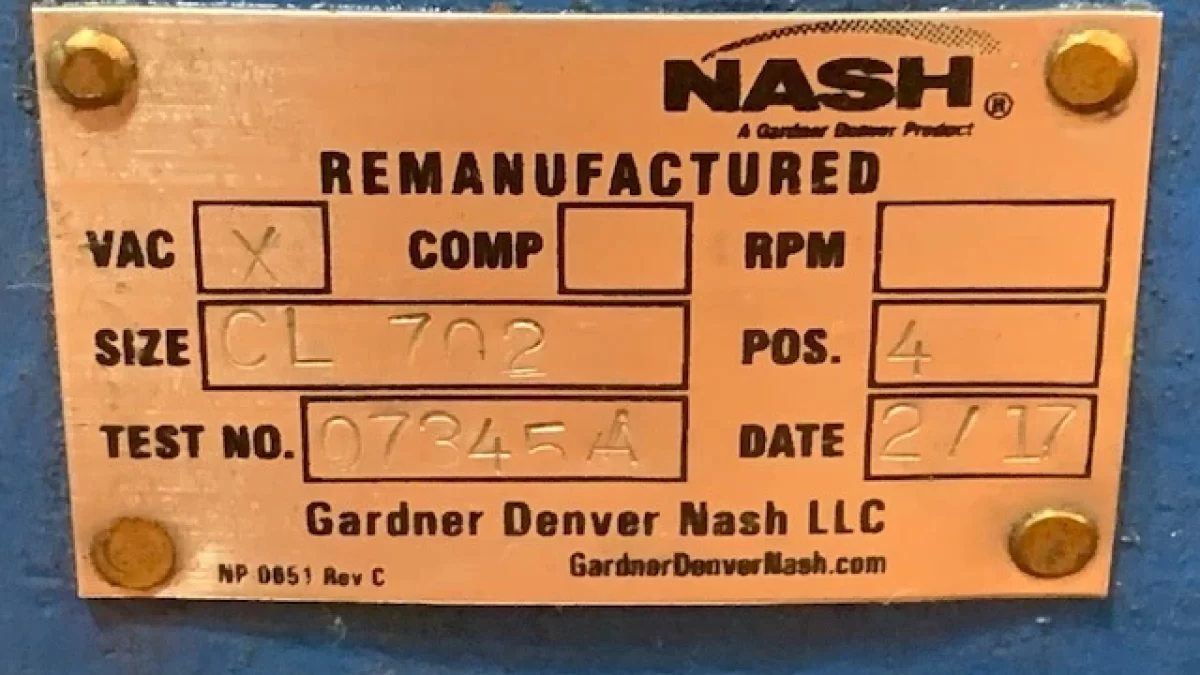 NASH®
A Gardner Denver Product
REMANUFACTURED
VAC X COMP RPM
SIZE CL 702 POS. 4
TEST NO. 07345A DATE 2/17
Gardner Denver Nash LLC
NP 0651 Rev C GardnerDenverNash.com